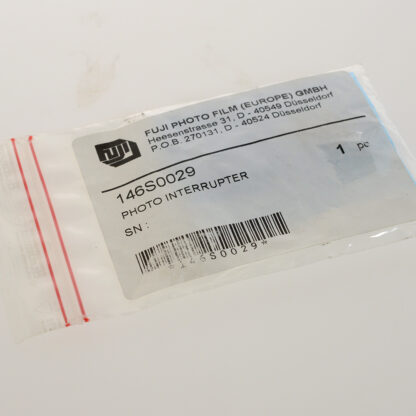 FUJI PHOTO FILM (EUROPE) GMBH
Heesenstrasse 31, D - 40549 Düsseldorf
P.O.B. 270131, D - 40524 Düsseldorf
FUJI
146S0029
1 pc
PHOTO INTERRUPTER
SN :
*146S0029*